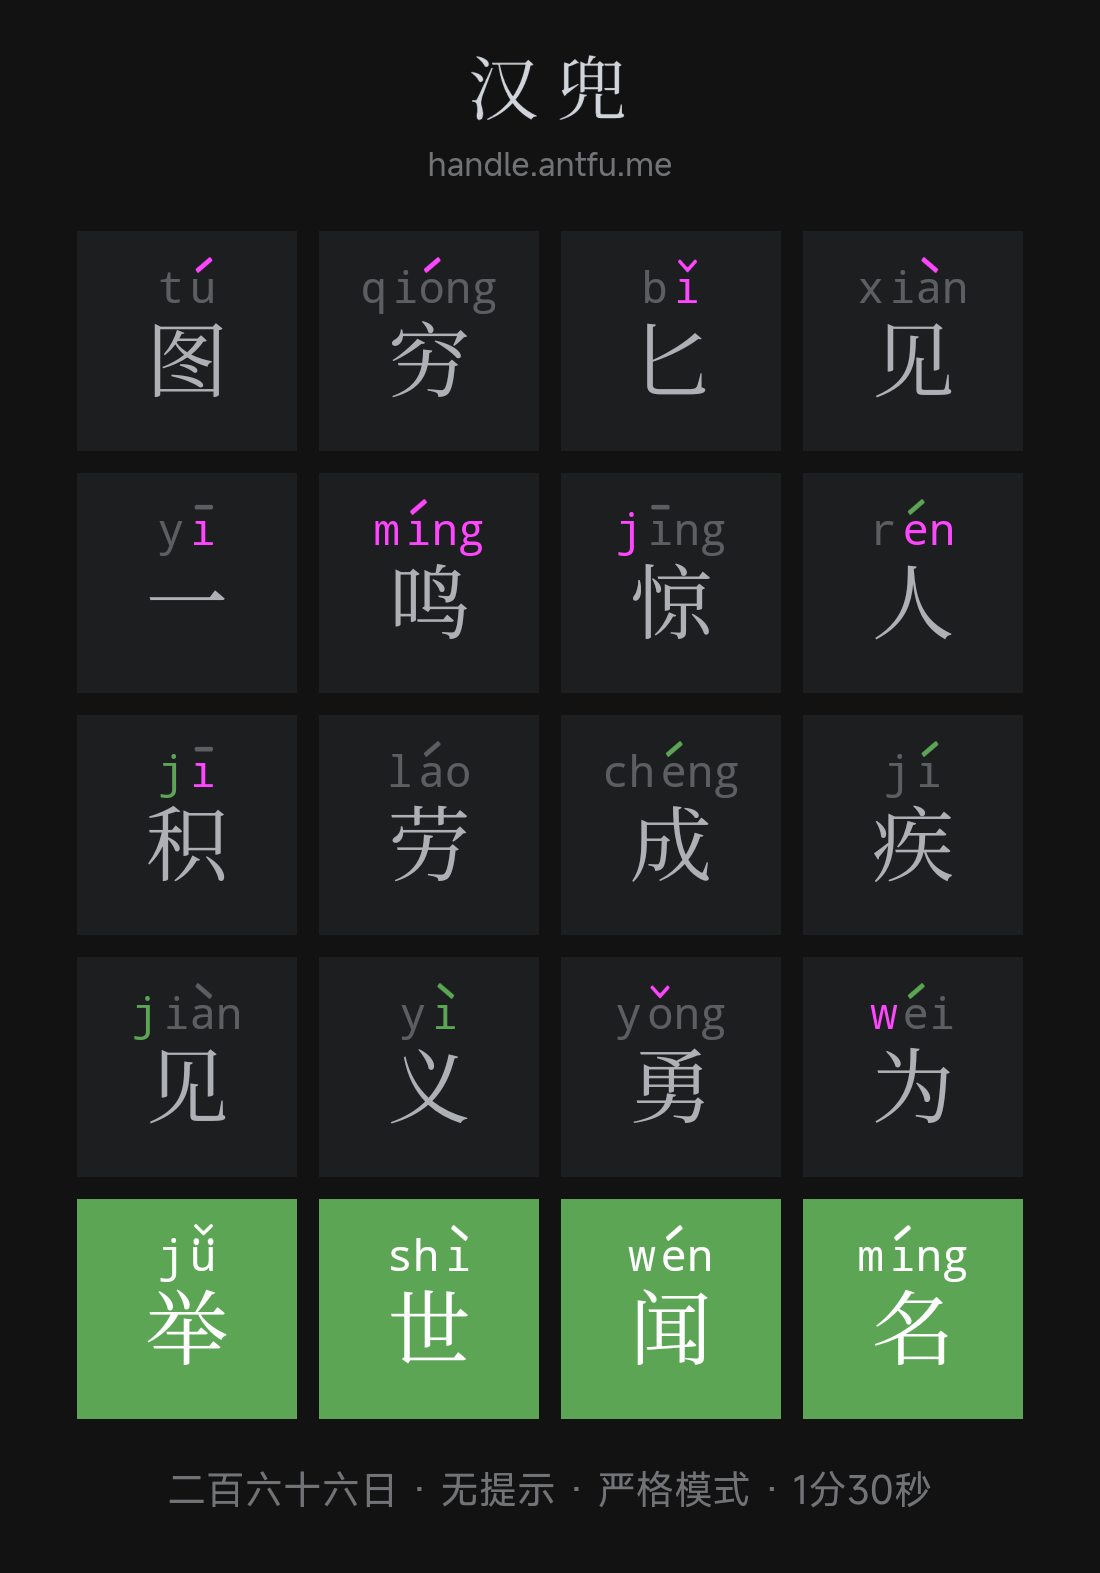 汉兜
handle.antfu.me
tú qióng bǐ xiàn
图 穷 匕 见
yī míng jīng rén
一 鸣 惊 人
jī láo chéng jí
积 劳 成 疾
jiàn yì yǒng wéi
见 义 勇 为
jǚ shì wén míng
举 世 闻 名
二百六十六日 · 无提示 · 严格模式 · 1分30秒